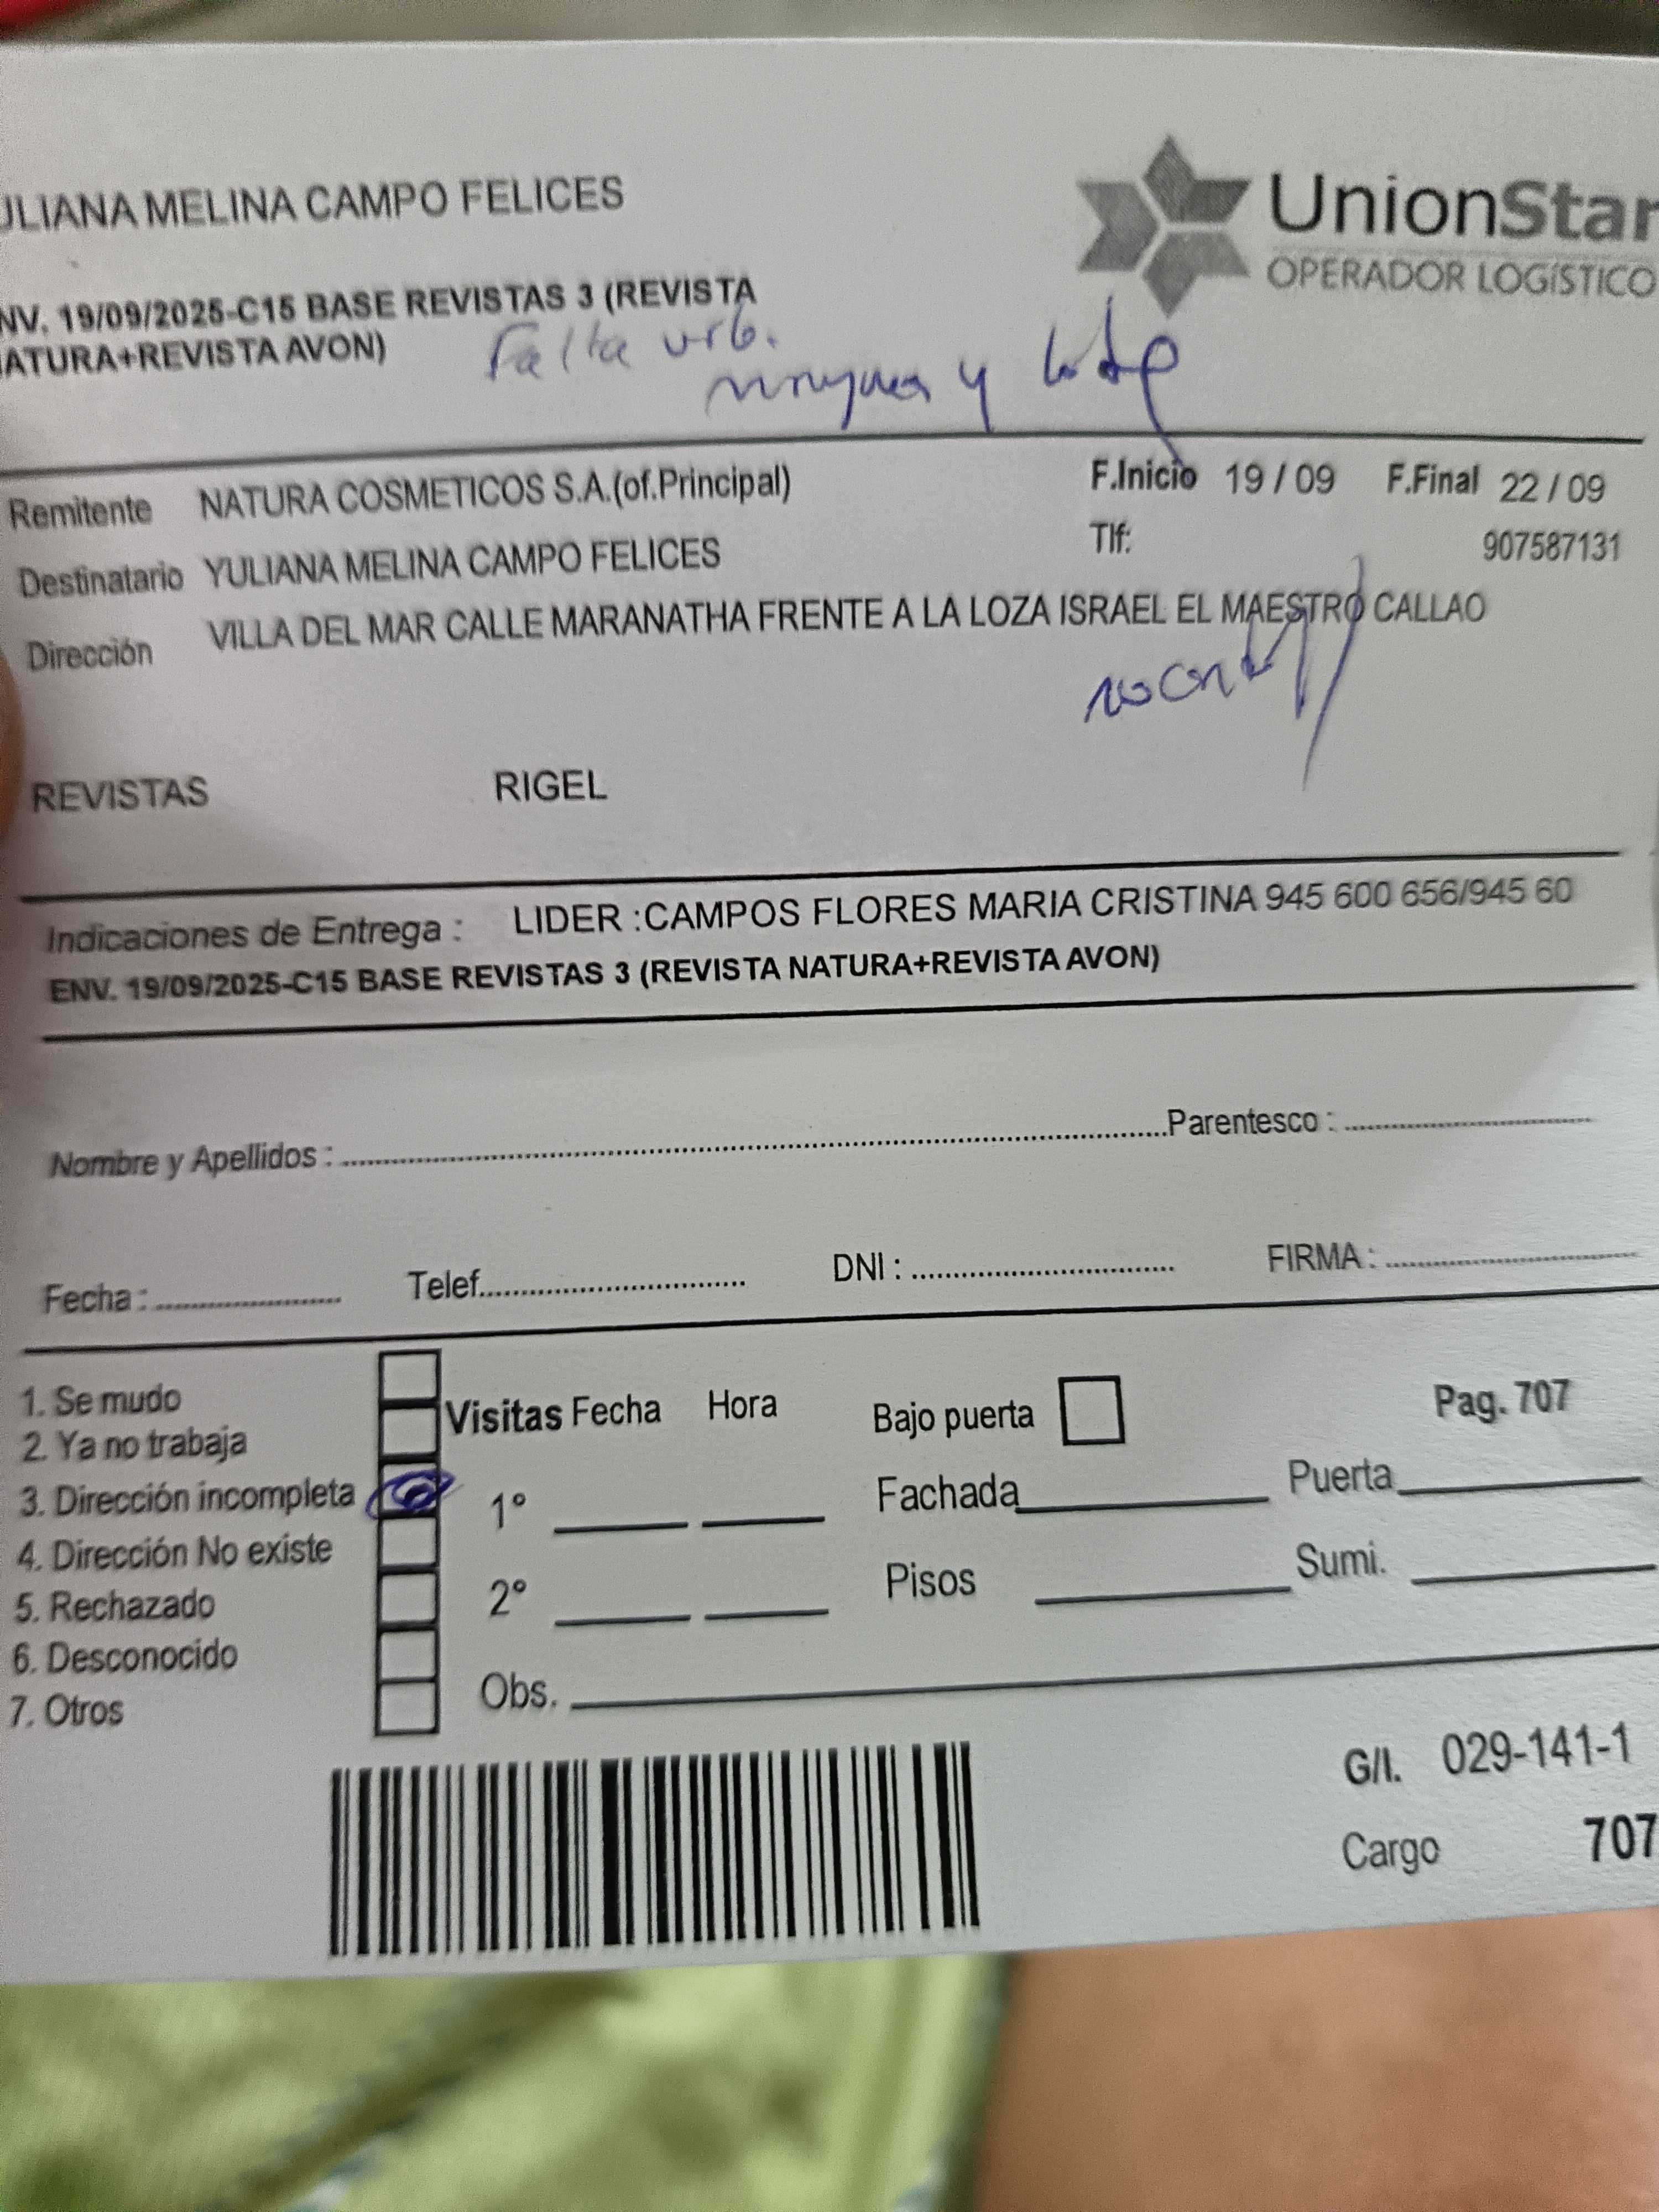 ULIANA MELINA CAMPO FELICES
UnionStar
OPERADOR LOGÍSTICO
NV. 19/09/2025-C15 BASE REVISTAS 3 (REVISTA
ATURA+REVISTA AVON)
Falta urb.
y lote
Remitente NATURA COSMETICOS S.A.(of.Principal) F.Inicio 19 / 09 F.Final 22 / 09
Destinatario YULIANA MELINA CAMPO FELICES Tlf: 907587131
Dirección VILLA DEL MAR CALLE MARANATHA FRENTE A LA LOZA ISRAEL EL MAESTRO CALLAO
no
REVISTAS RIGEL
Indicaciones de Entrega : LIDER :CAMPOS FLORES MARIA CRISTINA 945 600 656/945 60
ENV. 19/09/2025-C15 BASE REVISTAS 3 (REVISTA NATURA+REVISTA AVON)
Nombre y Apellidos : Parentesco :
Fecha : Telef. DNI : FIRMA :
1. Se mudo
2. Ya no trabaja
3. Dirección incompleta
4. Dirección No existe
5. Rechazado
6. Desconocido
7. Otros
Visitas Fecha Hora
1°
2°
Obs.
Bajo puerta
Fachada Puerta
Pisos Sumi.
Pag. 707
G/I. 029-141-1
Cargo 707